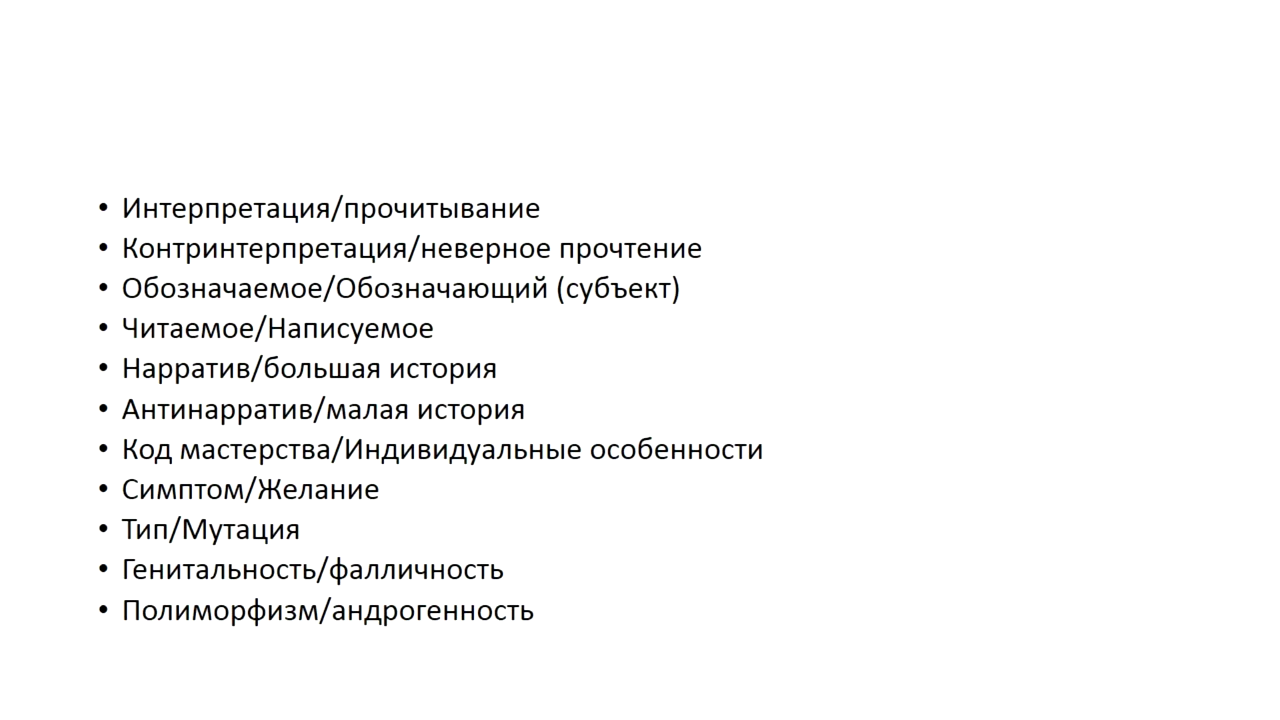 • Интерпретация/прочитывание
• Контринтерпретация/неверное прочтение
• Обозначаемое/Обозначающий (субъект)
• Читаемое/Написуемое
• Нарратив/большая история
• Антинарратив/малая история
• Код мастерства/Индивидуальные особенности
• Симптом/Желание
• Тип/Мутация
• Генитальность/фалличность
• Полиморфизм/андрогенность